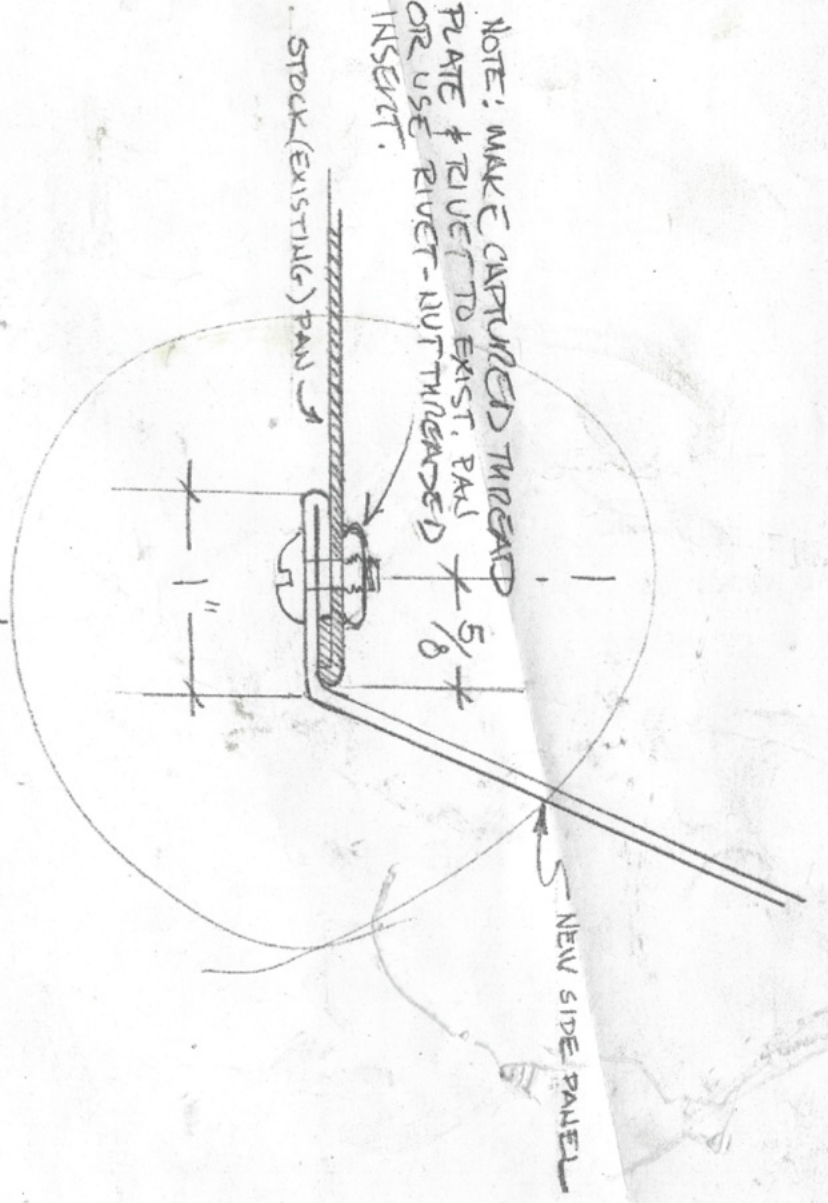 NOTE: MAKE CAPTURED THREAD
PLATE & RIVET TO EXIST. PAN
OR USE RIVET-NUT THREADED
INSERT.
STOCK (EXISTING) PAN
5/8
1"
NEW SIDE PANEL